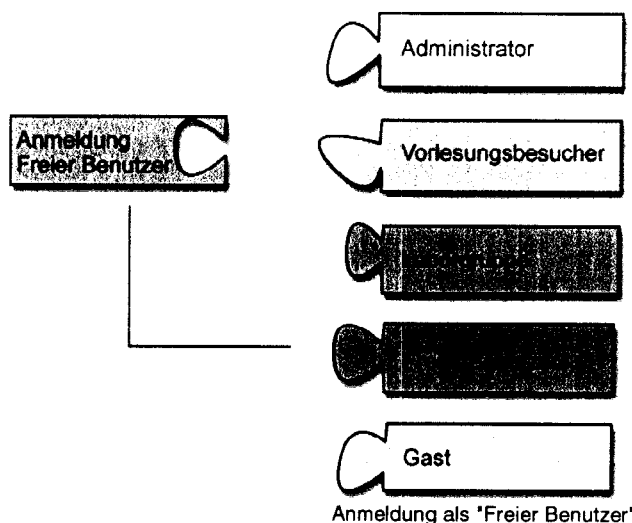 Administrator
Anmeldung
Freier Benutzer
Vorlesungsbesucher
Gast
Anmeldung als "Freier Benutzer"